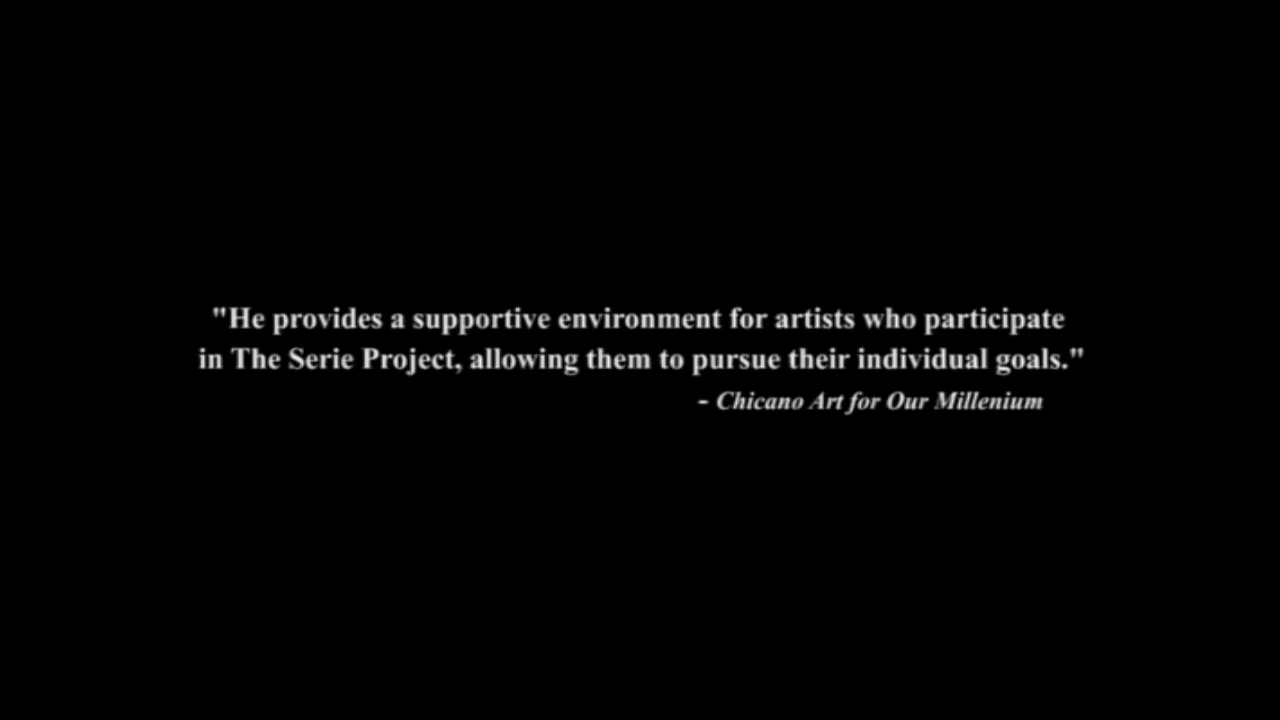 "He provides a supportive environment for artists who participate
in The Serie Project, allowing them to pursue their individual goals."
- Chicano Art for Our Millenium